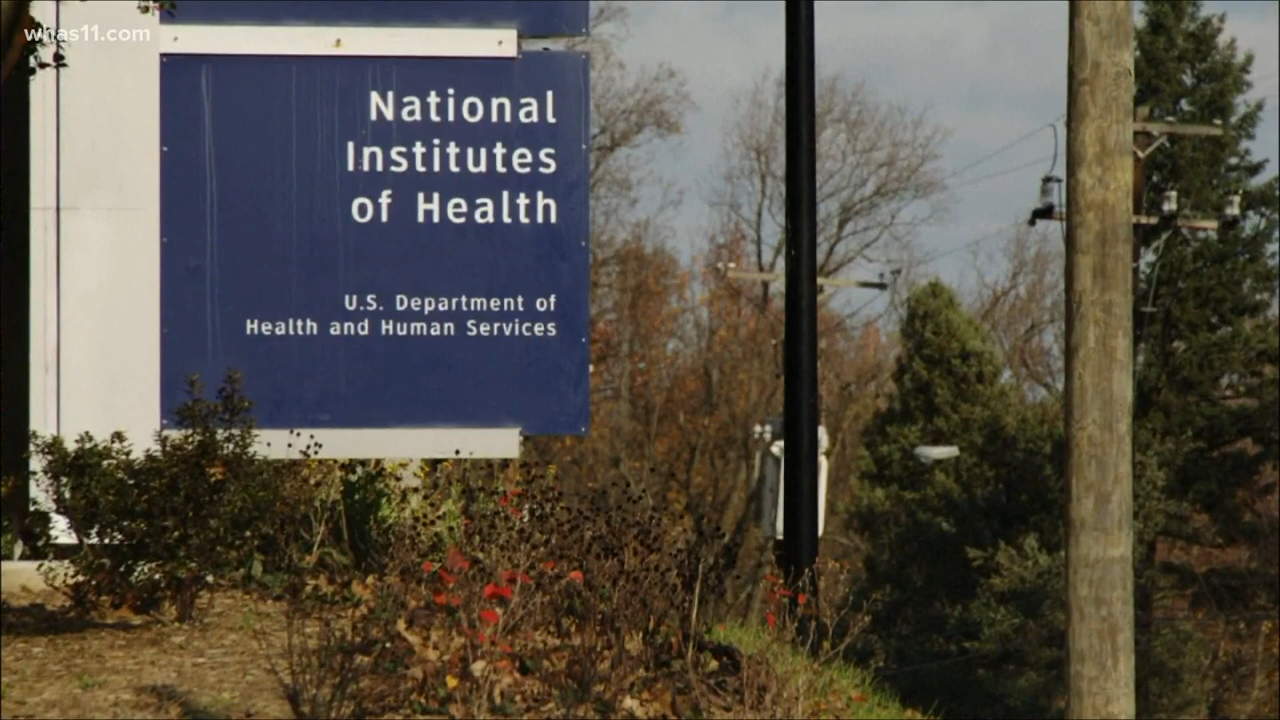 whas11.com
National
Institutes
of Health
U.S. Department of
Health and Human Services